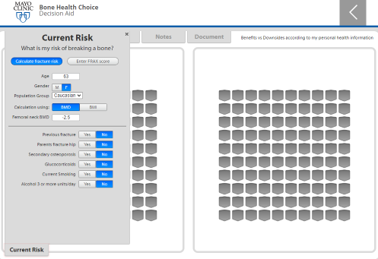 MAYO CLINIC
Bone Health Choice
Decision Aid
Current Risk
What is my risk of breaking a bone?
Calculate fracture risk
Enter FRAX score
Age 63
Gender M F
Population Group Caucasian
Calculation using: BMD BMI
Femoral neck BMD -2.5
Previous fracture Yes No
Parents fracture hip Yes No
Secondary osteoporosis Yes No
Glucocorticoids Yes No
Current Smoking Yes No
Alcohol 3 or more units/day Yes No
Current Risk
Notes
Document
Benefits vs Downsides according to my personal health information